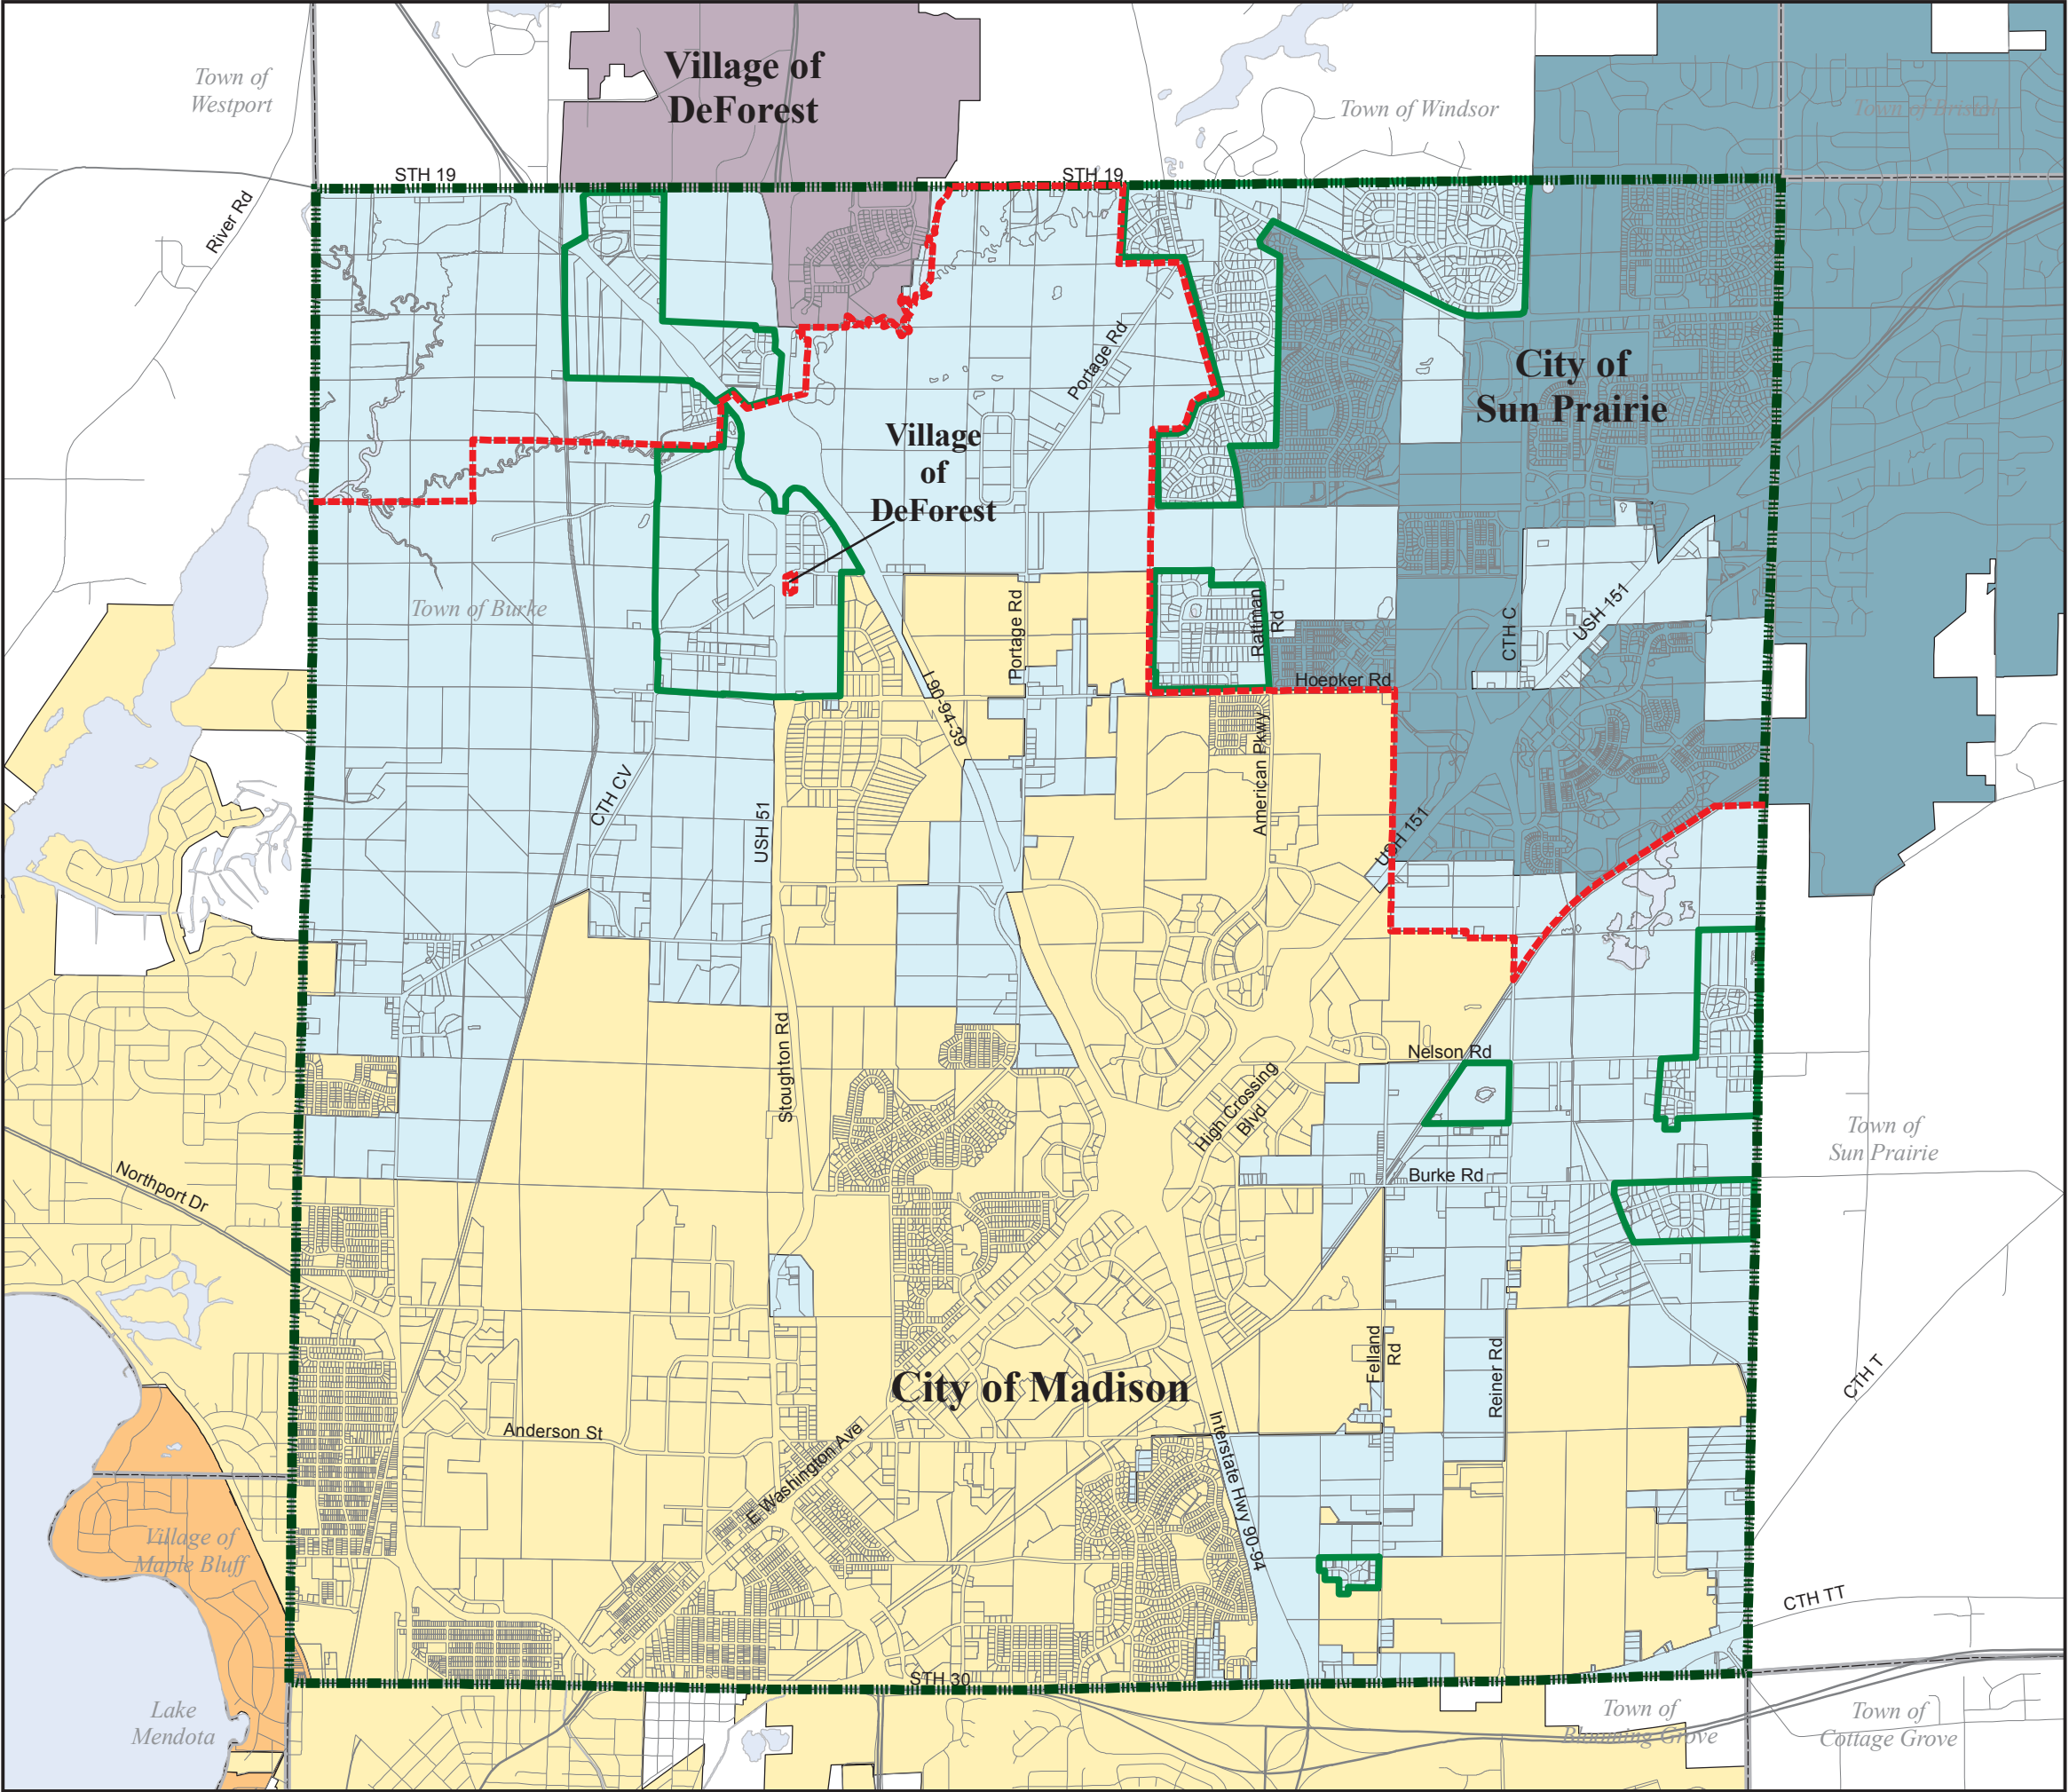 Village of
DeForest
Town of
Westport
Town of Windsor
Town of Bristol
STH 19
STH 19
River Rd
Portage Rd
City of
Sun Prairie
Village
of
DeForest
Town of Burke
Portage Rd
Rattman
Rd
CTH C
USH 151
Hoepker Rd
I-90-94-39
American Pkwy
CTH CV
USH 51
USH 151
Stoughton Rd
Nelson Rd
High Crossing
Blvd
Town of
Sun Prairie
Northport Dr
Burke Rd
Felland
Rd
Reiner Rd
CTH T
City of Madison
Anderson St
E Washington Ave
Interstate Hwy 90-94
Village of
Maple Bluff
CTH TT
STH 30
Lake
Mendota
Town of
Blooming Grove
Town of
Cottage Grove